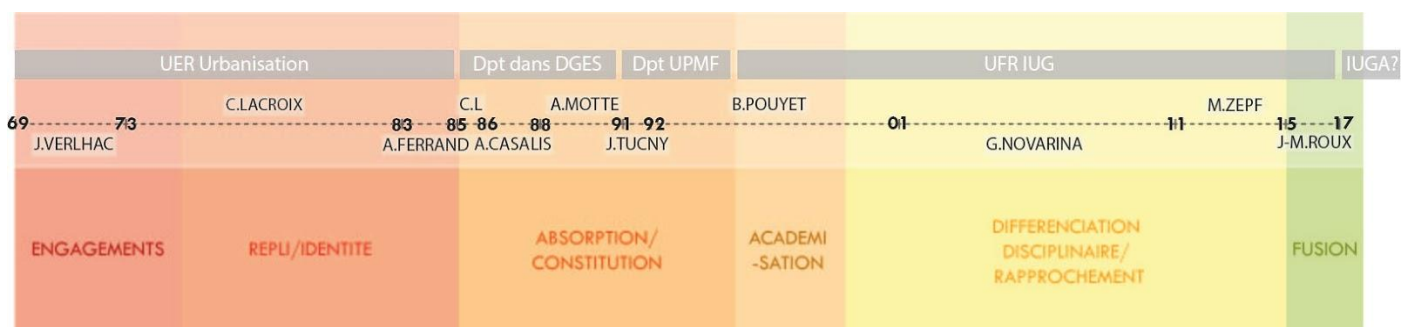 UER Urbanisation Dpt dans DGES Dpt UPMF UFR IUG IUGA?
C.LACROIX C.L A.MOTTE B.POUYET M.ZEPF
69 73 83 85 86 88 91 92 01 11 15 17
J.VERLHAC A.FERRAND A.CASALIS J.TUCNY G.NOVARINA J-M.ROUX
ENGAGEMENTS
REPLI/IDENTITE
ABSORPTION/
CONSTITUTION
ACADEMI
-SATION
DIFFERENCIATION
DISCIPLINAIRE/
RAPPROCHEMENT
FUSION